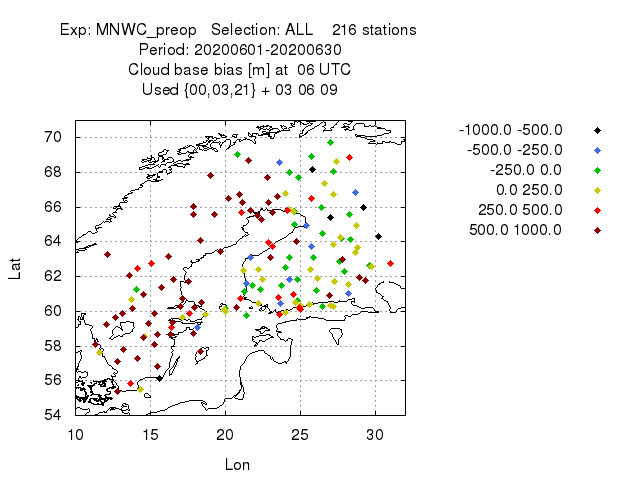 Exp: MNWC_preop   Selection: ALL    216 stations
Period: 20200601-20200630
Cloud base bias [m] at  06 UTC
Used {00,03,21} + 03 06 09
-1000.0 -500.0
-500.0 -250.0
-250.0 0.0
0.0 250.0
250.0 500.0
500.0 1000.0
Lat
70
68
66
64
62
60
58
56
54
10 15 20 25 30
Lon